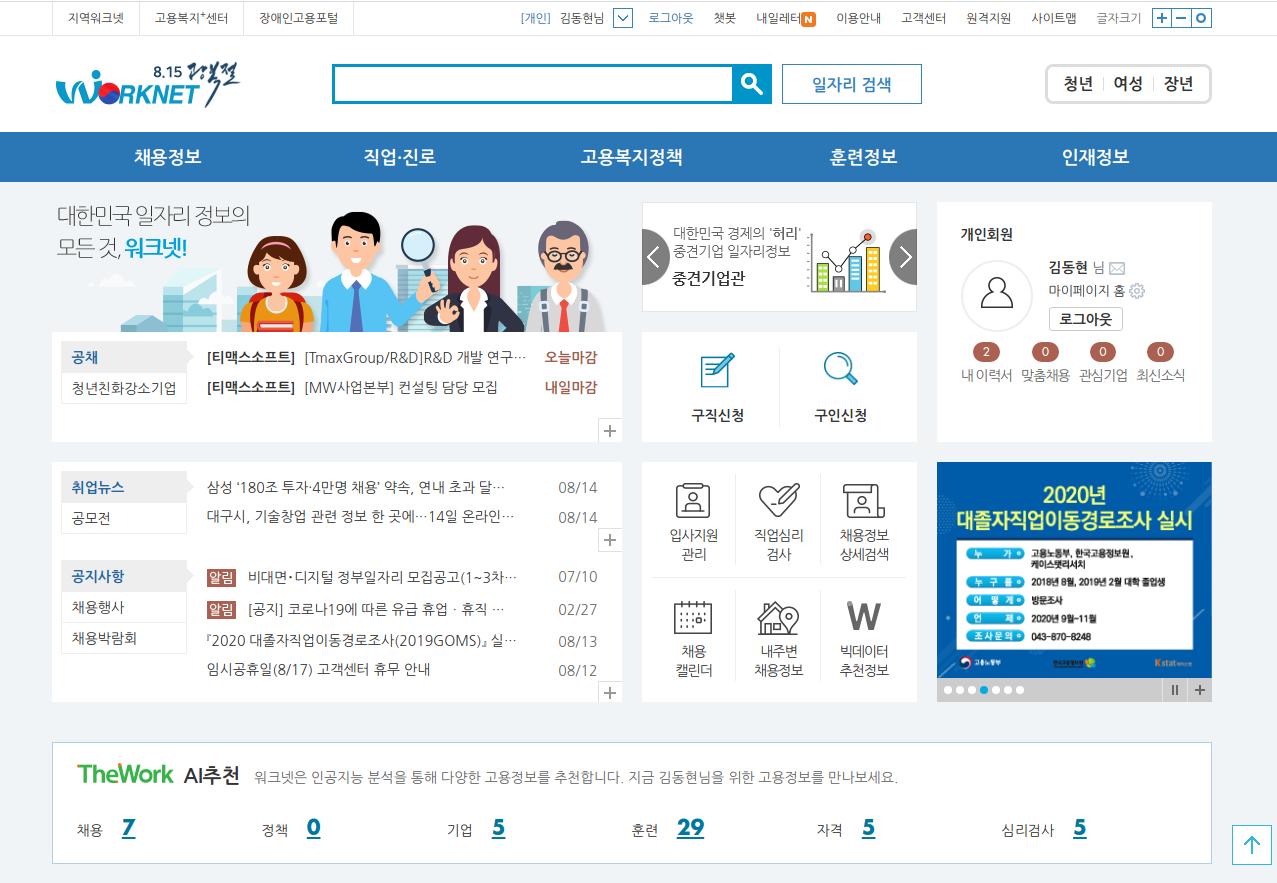 지역워크넷 고용복지+센터 장애인고용포털 [개인] 김동현님 로그아웃 챗봇 내일레터 N 이용안내 고객센터 원격지원 사이트맵 글자크기
8.15 광복절
WORKNET
일자리 검색
청년 여성 장년
채용정보 직업·진로 고용복지정책 훈련정보 인재정보
대한민국 일자리 정보의
모든 것, 워크넷!
대한민국 경제의 '허리'
중견기업 일자리정보
중견기업관
개인회원
김동현 님
마이페이지 홈
로그아웃
2 0 0 0
내 이력서 맞춤채용 관심기업 최신소식
공채
청년친화강소기업
[티맥스소프트] [TmaxGroup/R&D]R&D 개발 연구… 오늘마감
[티맥스소프트] [MW사업본부] 컨설팅 담당 모집 내일마감
구직신청 구인신청
취업뉴스
공모전
삼성 '180조 투자·4만명 채용' 약속, 연내 초과 달… 08/14
대구시, 기술창업 관련 정보 한 곳에…14일 온라인… 08/14
공지사항
채용행사
채용박람회
알림 비대면·디지털 정부일자리 모집공고(1~3차… 07/10
알림 [공지] 코로나19에 따른 유급 휴업ㆍ휴직 … 02/27
『2020 대졸자직업이동경로조사(2019GOMS)』 실… 08/13
임시공휴일(8/17) 고객센터 휴무 안내 08/12
입사지원
관리
직업심리
검사
채용정보
상세검색
채용
캘린더
내주변
채용정보
W
빅데이터
추천정보
2020년
대졸자직업이동경로조사 실시
누가 고용노동부, 한국고용정보원,
케이스탯리서치
누구를 2018년 8월, 2019년 2월 대학 졸업생
어떻게 방문조사
언제 2020년 9월~11월
조사문의 043-870-8248
고용노동부 한국고용정보원 Kstat
TheWork AI추천 워크넷은 인공지능 분석을 통해 다양한 고용정보를 추천합니다. 지금 김동현님을 위한 고용정보를 만나보세요.
채용 7 정책 0 기업 5 훈련 29 자격 5 심리검사 5